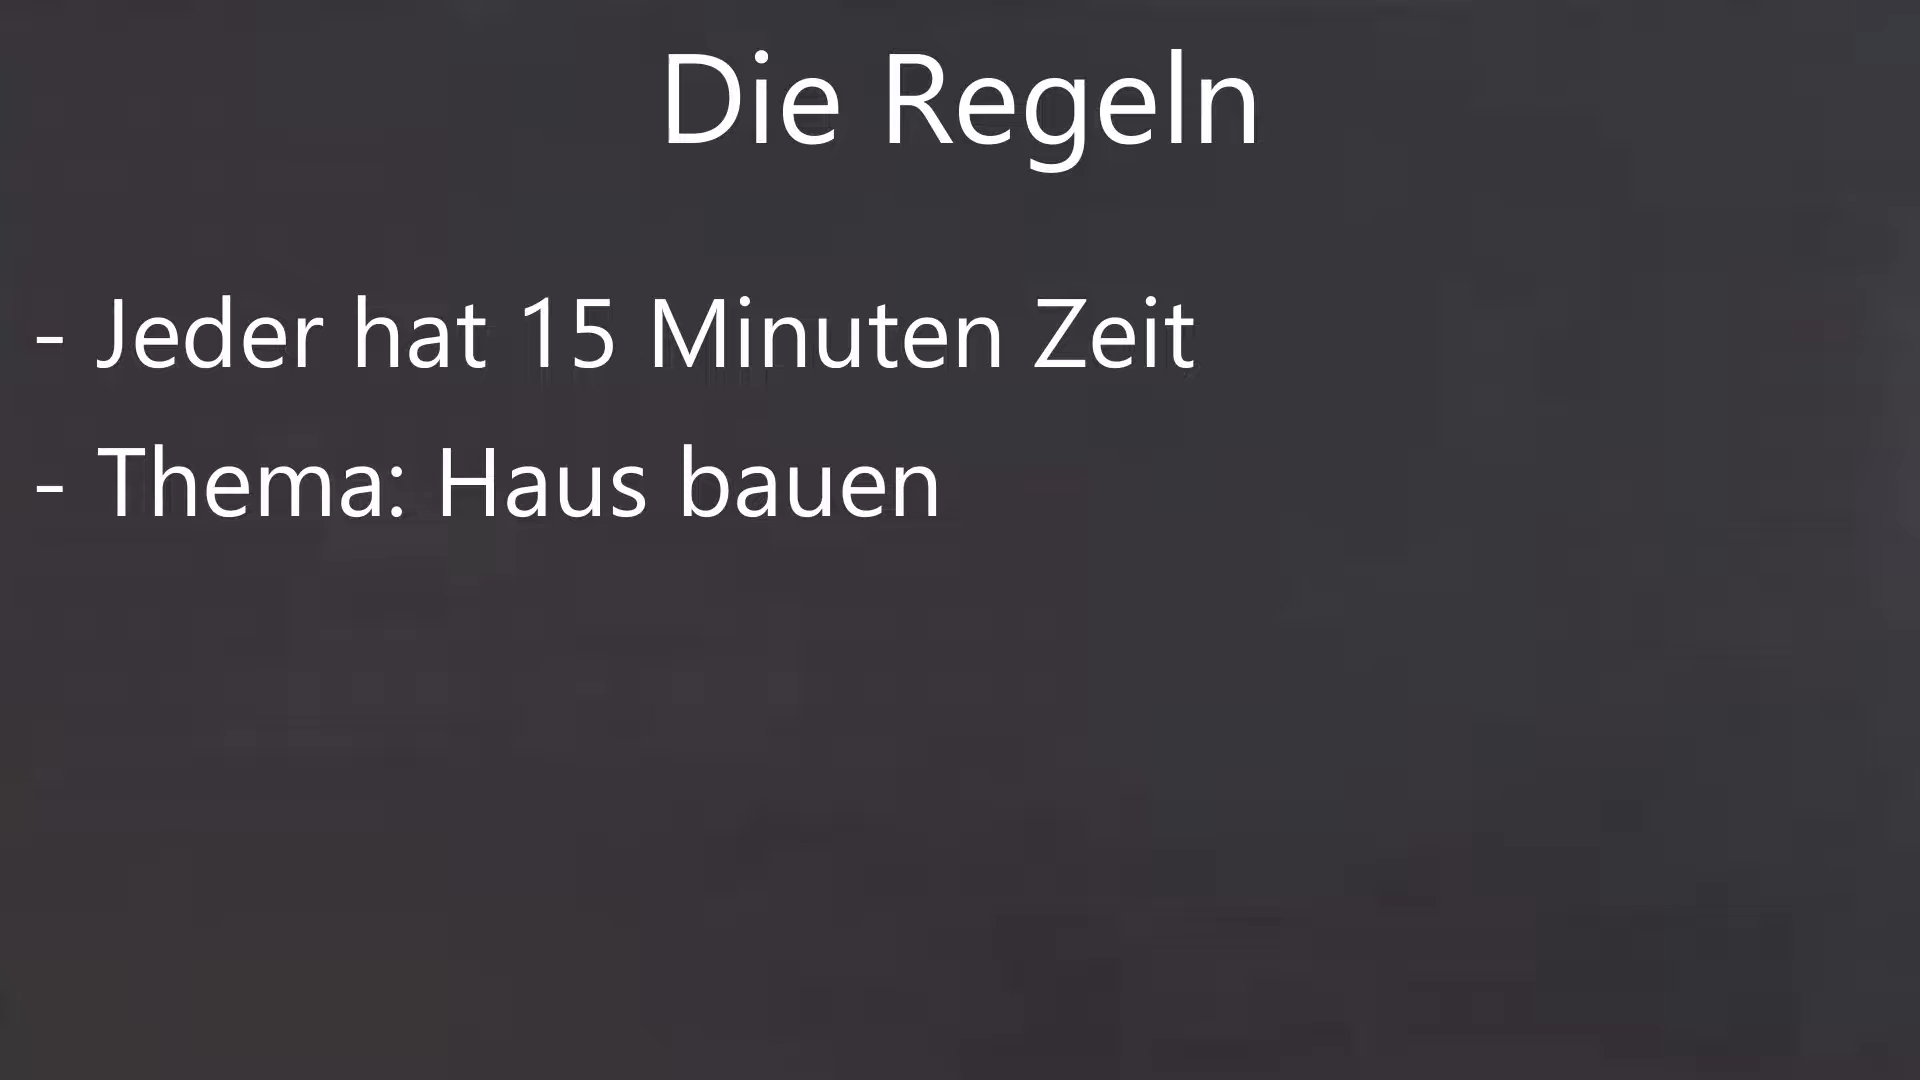 Die Regeln
- Jeder hat 15 Minuten Zeit
- Thema: Haus bauen